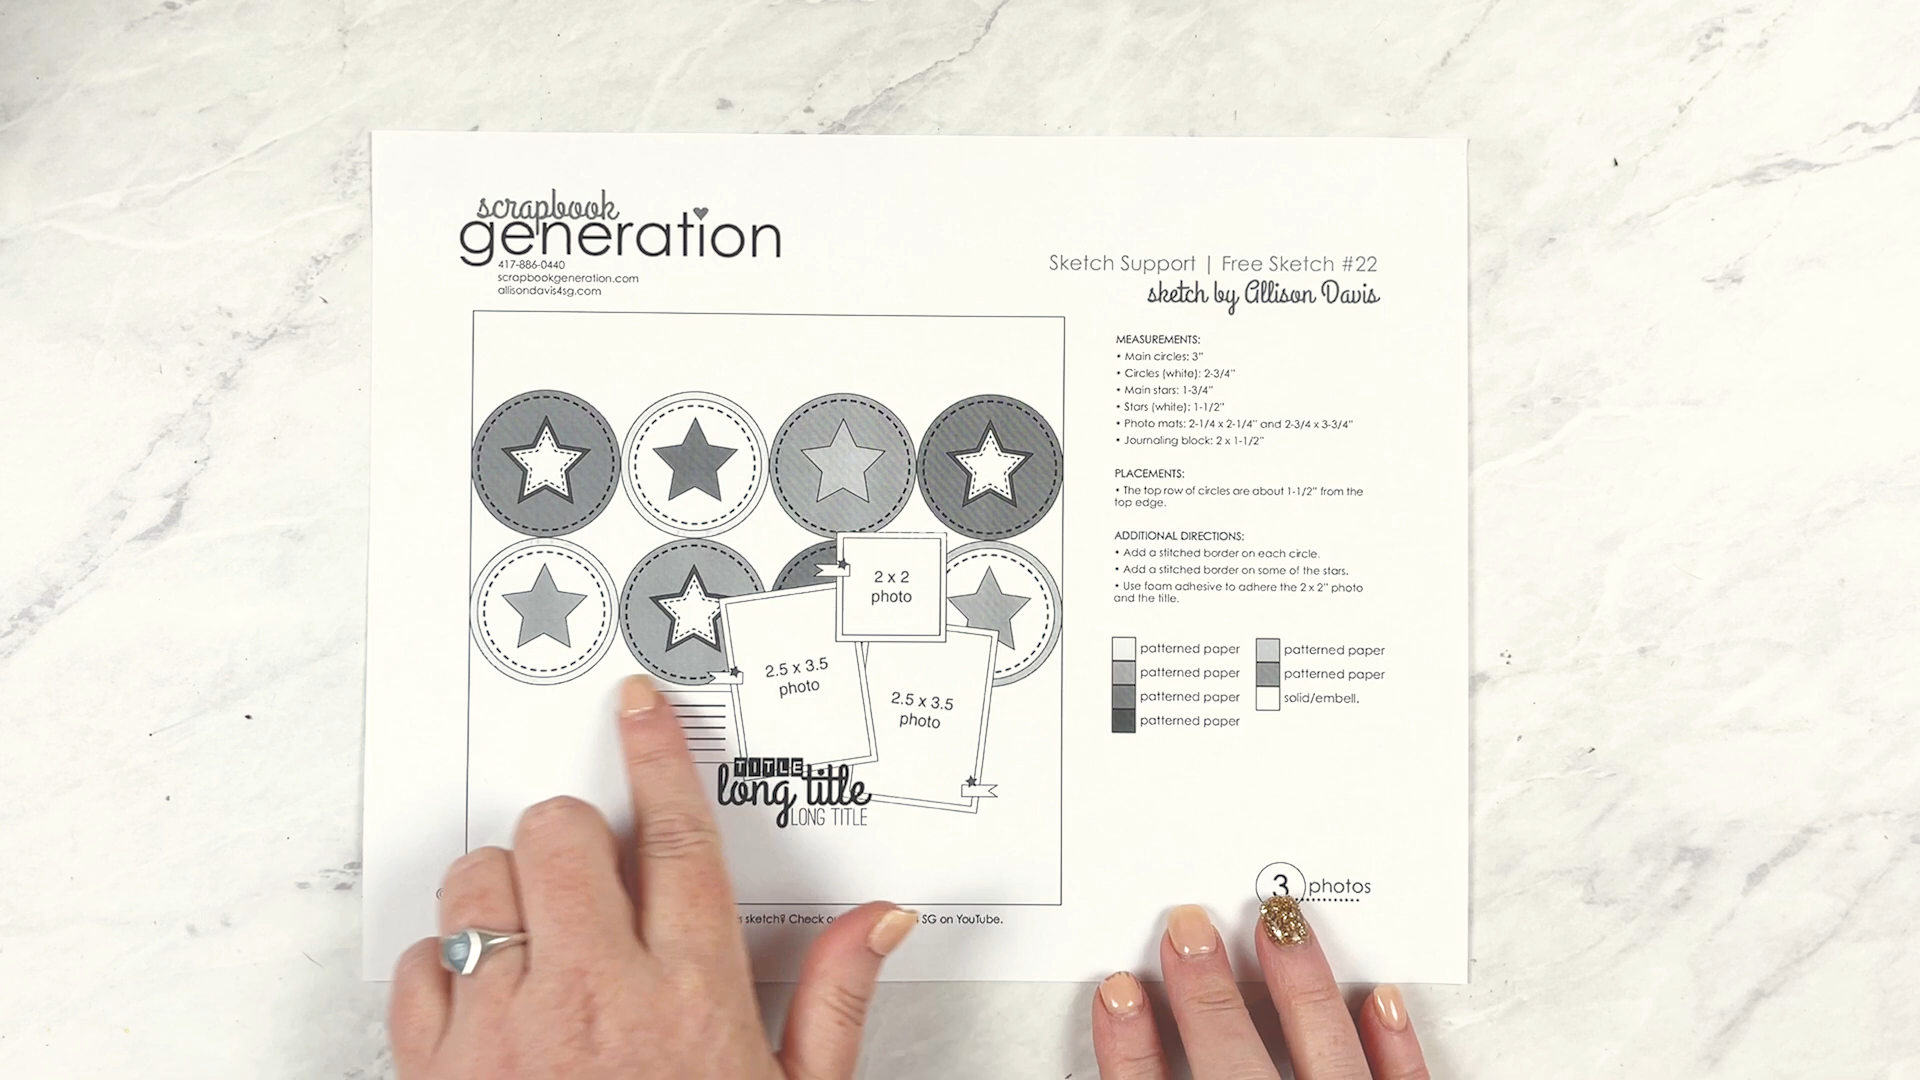 scrapbook
generation
417-886-0440
scrapbookgeneration.com
allisondavis4sg.com
Sketch Support | Free Sketch #22
sketch by Allison Davis
2 x 2
photo
2.5 x 3.5
photo
2.5 x 3.5
photo
TITLE
long title
LONG TITLE
MEASUREMENTS:
• Main circles: 3"
• Circles (white): 2-3/4"
• Main stars: 1-3/4"
• Stars (white): 1-1/2"
• Photo mats: 2-1/4 x 2-1/4" and 2-3/4 x 3-3/4"
• Journaling block: 2 x 1-1/2"
PLACEMENTS:
• The top row of circles are about 1-1/2" from the
top edge.
ADDITIONAL DIRECTIONS:
• Add a stitched border on each circle.
• Add a stitched border on some of the stars.
• Use foam adhesive to adhere the 2 x 2" photo
and the title.
patterned paper
patterned paper
patterned paper
patterned paper
patterned paper
patterned paper
solid/embell.
3 photos
sketch? Check SG on YouTube.